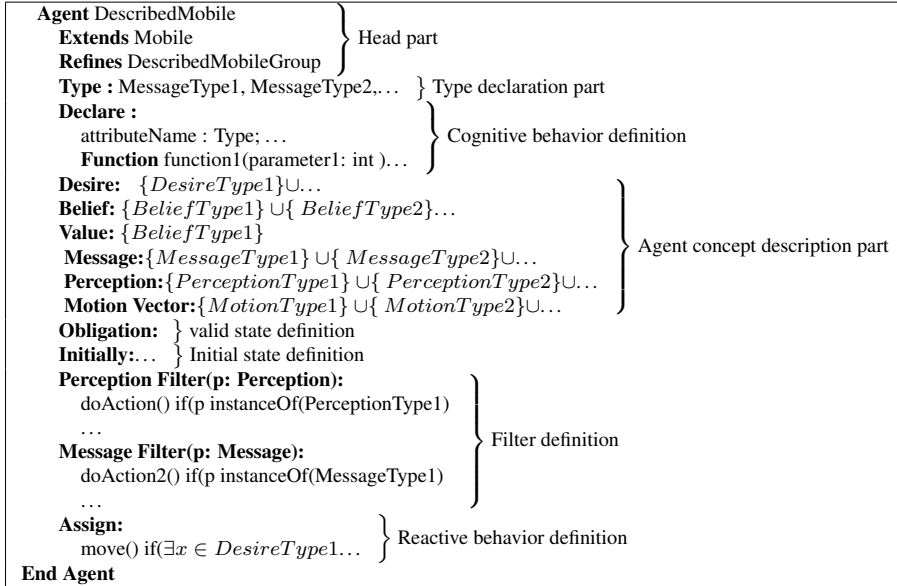 Agent DescribedMobile
Extends Mobile
Refines DescribedMobileGroup
} Head part
Type : MessageType1, MessageType2,... } Type declaration part
Declare :
attributeName : Type; ...
Function function1(parameter1: int )...
} Cognitive behavior definition
Desire: {DesireType1}∪...
Belief: {BeliefType1} ∪{ BeliefType2}...
Value: {BeliefType1}
Message:{MessageType1} ∪{ MessageType2}∪...
Perception:{PerceptionType1} ∪{ PerceptionType2}∪...
Motion Vector:{MotionType1} ∪{ MotionType2}∪...
} Agent concept description part
Obligation: } valid state definition
Initially:... } Initial state definition
Perception Filter(p: Perception):
doAction() if(p instanceOf(PerceptionType1)
...
Message Filter(p: Message):
doAction2() if(p instanceOf(MessageType1)
...
} Filter definition
Assign:
move() if(∃x ∈ DesireType1...
} Reactive behavior definition
End Agent